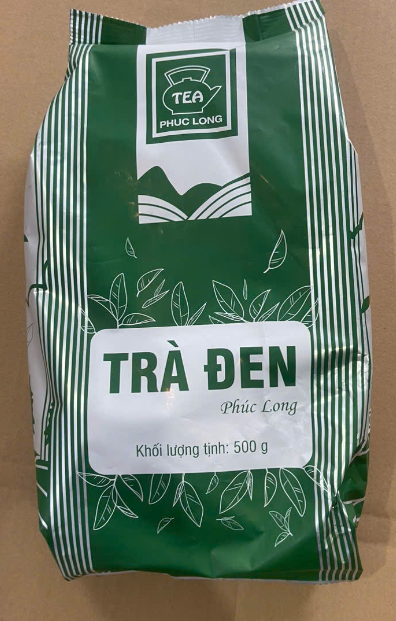 TEA
PHUC LONG
TRÀ ĐEN
Phúc Long
Khối lượng tịnh: 500 g